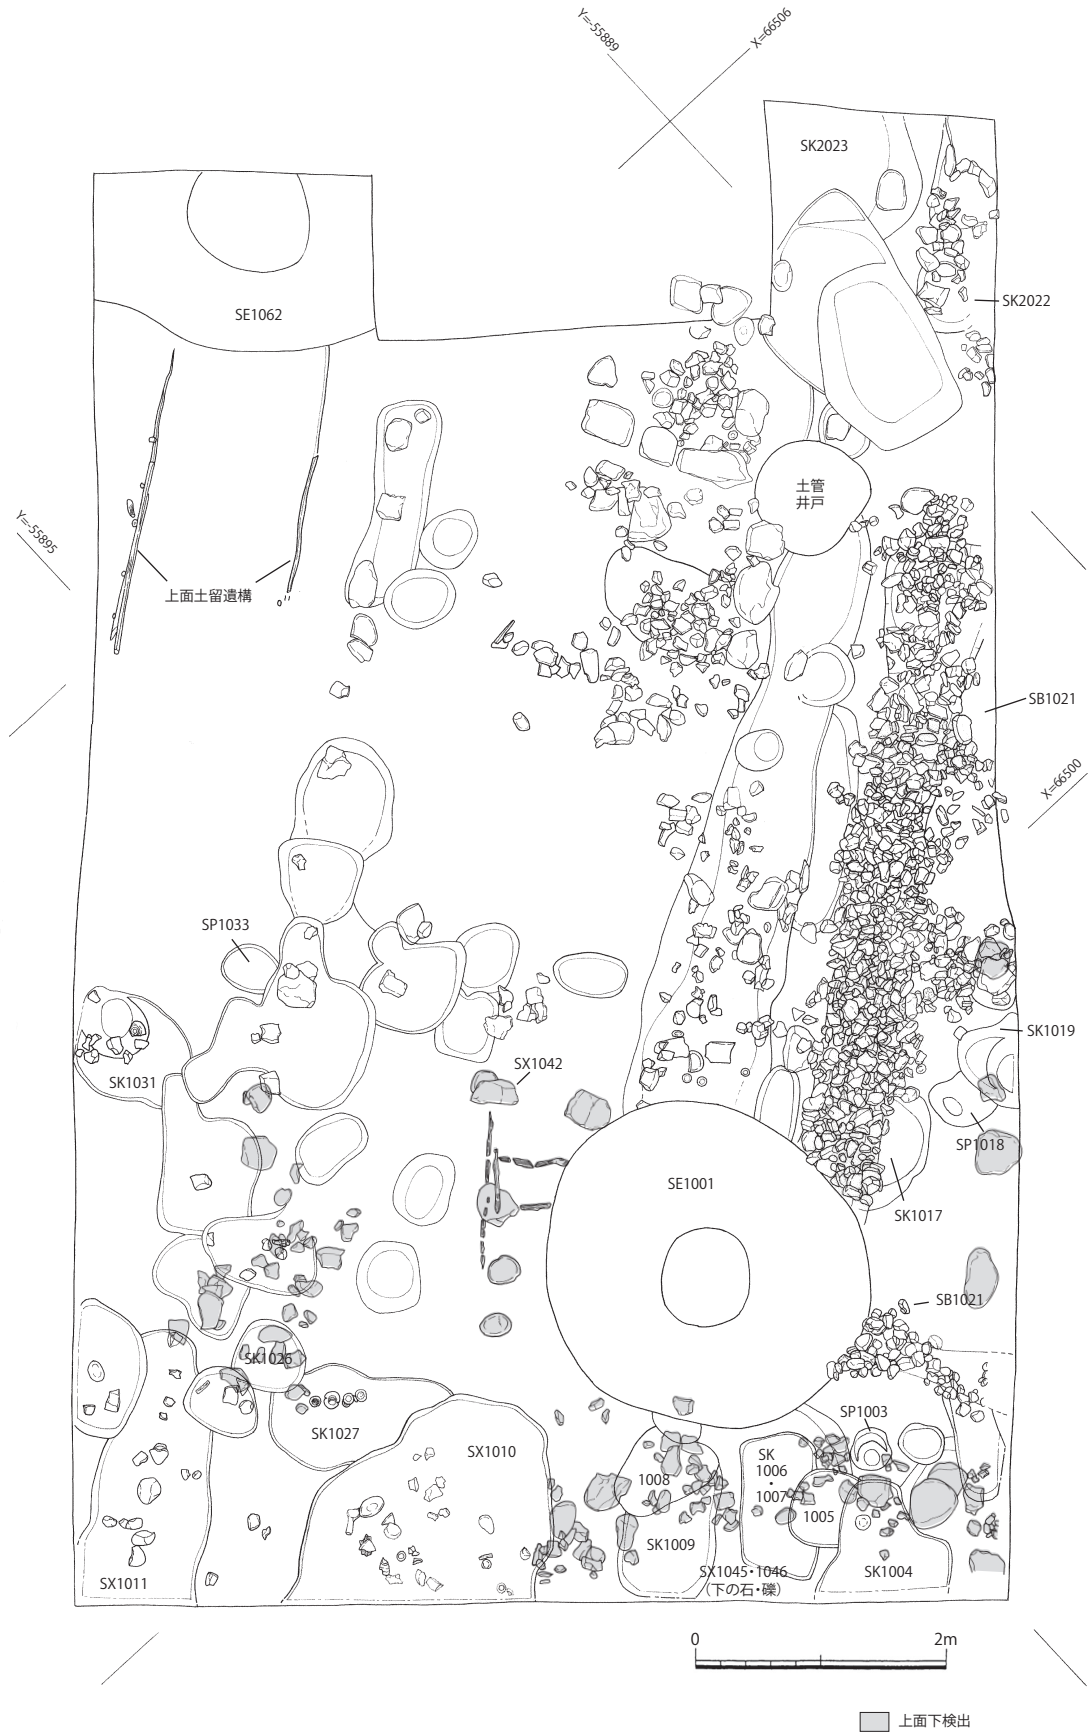 Y=-55889
X=66506
SK2023
SK2022
SE1062
土管
井戸
Y=-55895
上面土留遺構
SB1021
X=66500
SP1033
SK1019
SX1042
SK1031
SP1018
SE1001
SK1017
SB1021
SK1026
SP1003
SK1027
SX1010
SK
1006
・
1007
1008
1005
SK1009
SX1011
SX1045・1046
(下の石・礫)
SK1004
0 2m
上面下検出